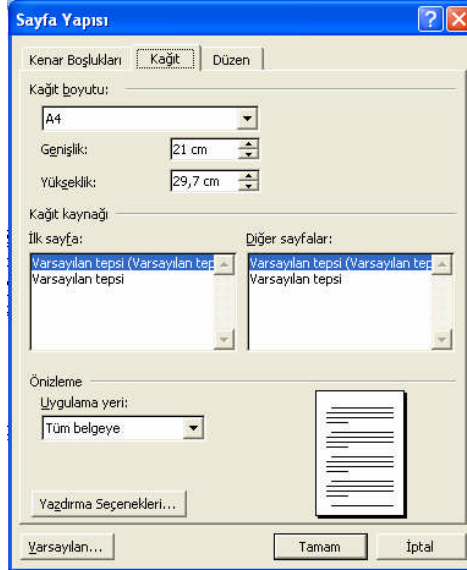 Sayfa Yapısı
Kenar Boşlukları Kağıt Düzen
Kağıt boyutu:
A4
Genişlik: 21 cm
Yükseklik: 29,7 cm
Kağıt kaynağı
İlk sayfa: Diğer sayfalar:
Varsayılan tepsi (Varsayılan tep Varsayılan tepsi (Varsayılan tep
Varsayılan tepsi Varsayılan tepsi
Önizleme
Uygulama yeri:
Tüm belgeye
Yazdırma Seçenekleri...
Varsayılan... Tamam İptal